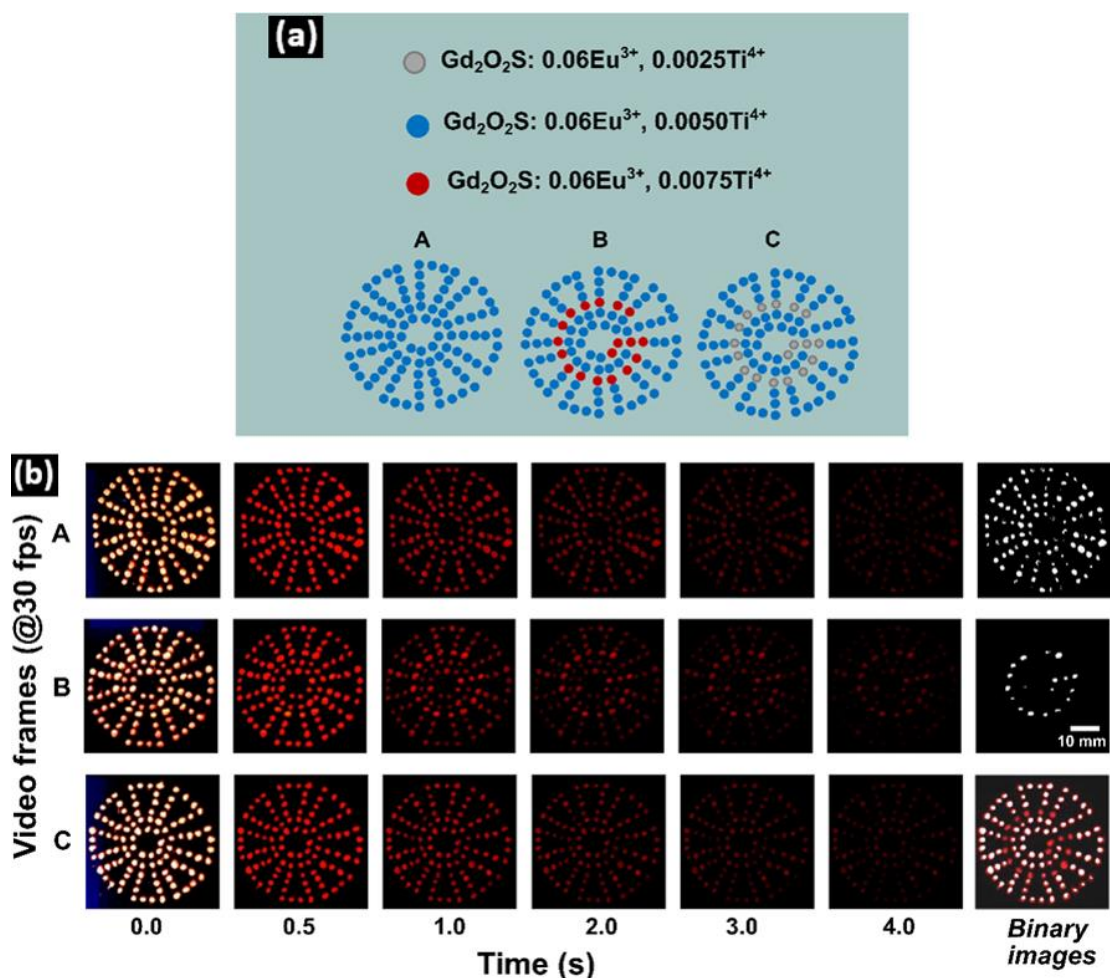 (a)
Gd₂O₂S: 0.06Eu³⁺, 0.0025Ti⁴⁺
Gd₂O₂S: 0.06Eu³⁺, 0.0050Ti⁴⁺
Gd₂O₂S: 0.06Eu³⁺, 0.0075Ti⁴⁺
A B C
(b)
Video frames (@30 fps)
A
B
10 mm
C
0.0 0.5 1.0 2.0 3.0 4.0 Binary
images
Time (s)